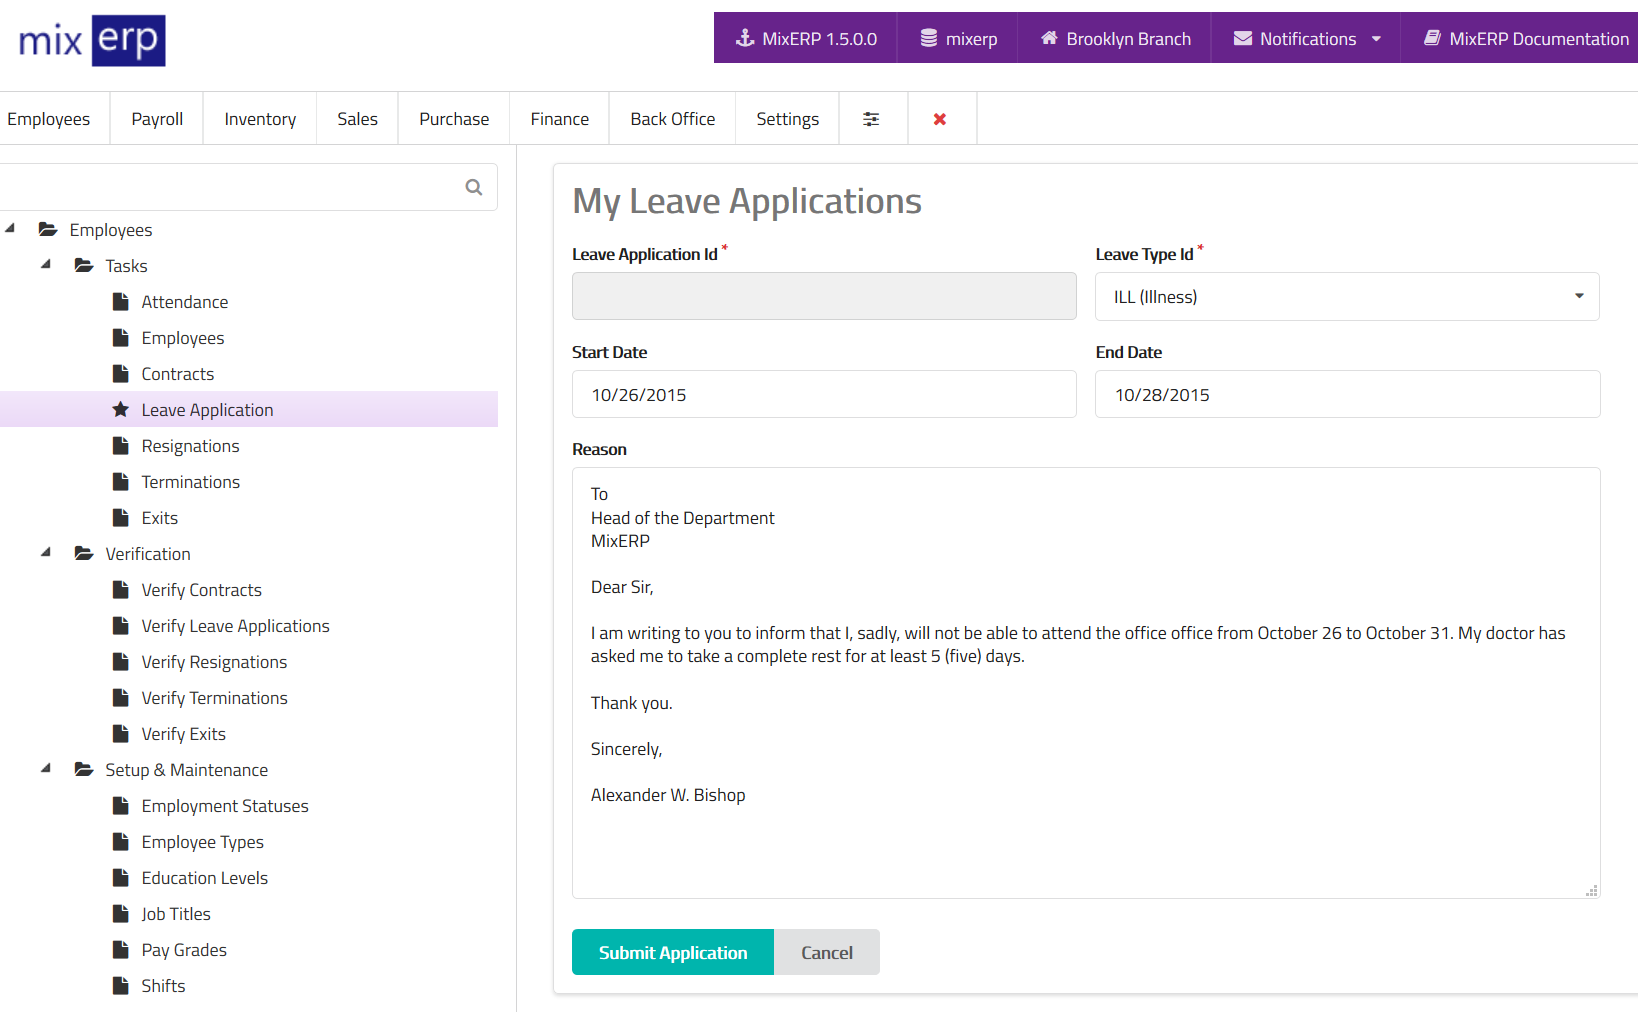 mix erp
MixERP 1.5.0.0
mixerp
Brooklyn Branch
Notifications
MixERP Documentation
Employees
Payroll
Inventory
Sales
Purchase
Finance
Back Office
Settings
Employees
Tasks
Attendance
Employees
Contracts
Leave Application
Resignations
Terminations
Exits
Verification
Verify Contracts
Verify Leave Applications
Verify Resignations
Verify Terminations
Verify Exits
Setup & Maintenance
Employment Statuses
Employee Types
Education Levels
Job Titles
Pay Grades
Shifts
My Leave Applications
Leave Application Id *
Leave Type Id *
ILL (Illness)
Start Date
End Date
10/26/2015
10/28/2015
Reason
To
Head of the Department
MixERP
Dear Sir,
I am writing to you to inform that I, sadly, will not be able to attend the office office from October 26 to October 31. My doctor has
asked me to take a complete rest for at least 5 (five) days.
Thank you.
Sincerely,
Alexander W. Bishop
Submit Application
Cancel